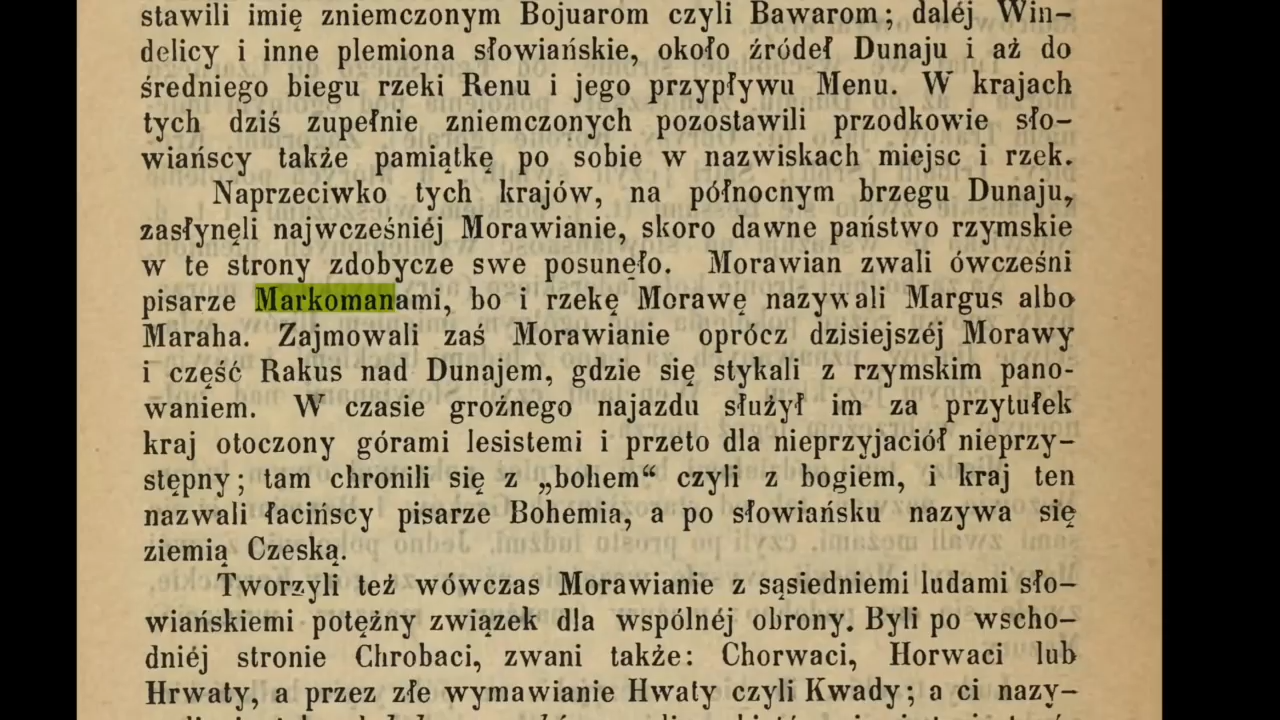 stawili imię zniemczonym Bojuarom czyli Bawarom; daléj Win-
delicy i inne plemiona słowiańskie, około źródeł Dunaju i aż do
średniego biegu rzeki Renu i jego przypływu Menu. W krajach
tych dziś zupełnie zniemczonych pozostawili przodkowie sło-
wiańscy także pamiątkę po sobie w nazwiskach miejsc i rzek.
Naprzeciwko tych krajów, na północnym brzegu Dunaju,
zasłynęli najwcześniéj Morawianie, skoro dawne państwo rzymskie
w te strony zdobycze swe posunęło. Morawian zwali ówcześni
pisarze Markomanami, bo i rzekę Morawę nazywali Margus albo
Maraha. Zajmowali zaś Morawianie oprócz dzisiejszéj Morawy
i część Rakus nad Dunajem, gdzie się stykali z rzymskim pano-
waniem. W czasie groźnego najazdu służył im za przytułek
kraj otoczony górami lesistemi i przeto dla nieprzyjaciół nieprzy-
stępny; tam chronili się z „bohem“ czyli z bogiem, i kraj ten
nazwali łacińscy pisarze Bohemia, a po słowiańsku nazywa się
ziemią Czeską.
Tworzyli też wówczas Morawianie z sąsiedniemi ludami sło-
wiańskiemi potężny związek dla wspólnéj obrony. Byli po wscho-
dniéj stronie Chrobaci, zwani także: Chorwaci, Horwaci lub
Hrwaty, a przez złe wymawianie Hwaty czyli Kwady; a ci nazy-